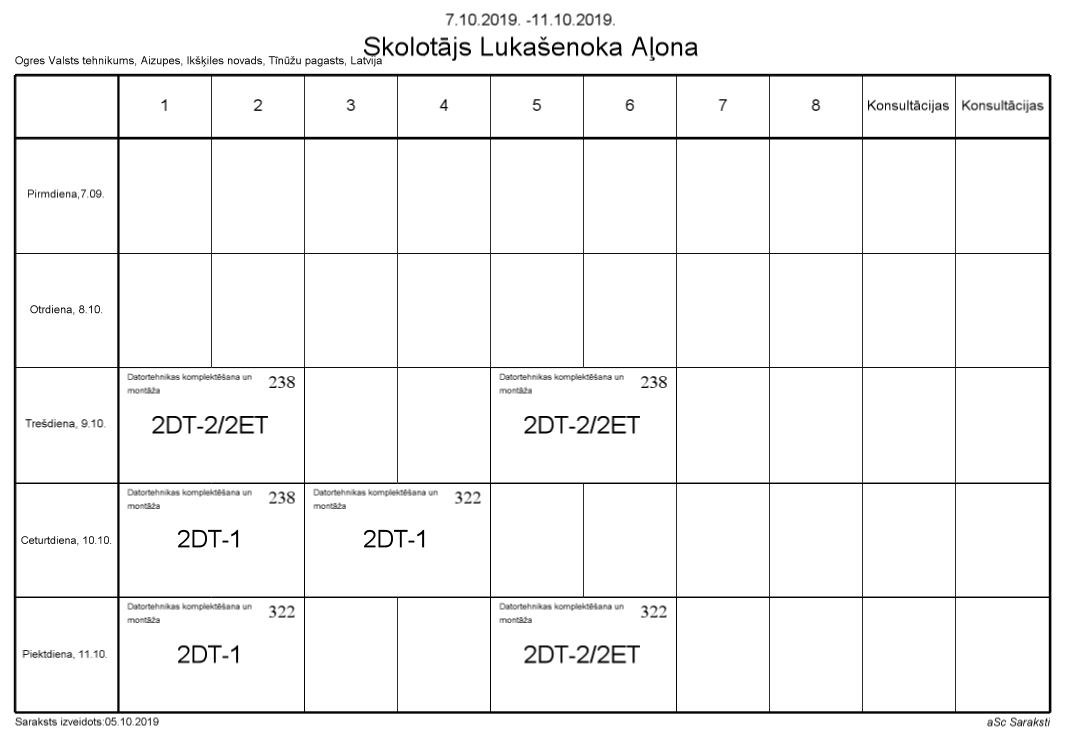 7.10.2019. -11.10.2019.
Skolotājs Lukašenoka Aļona
Ogres Valsts tehnikums, Aizupes, Ikšķiles novads, Tīnūžu pagasts, Latvija
1 2 3 4 5 6 7 8 Konsultācijas Konsultācijas
Pirmdiena,7.09.
Otrdiena, 8.10.
Trešdiena, 9.10.
Datortehnikas komplektēšana un
montāža
238
2DT-2/2ET
Datortehnikas komplektēšana un
montāža
238
2DT-2/2ET
Ceturtdiena, 10.10.
Datortehnikas komplektēšana un
montāža
238
2DT-1
Datortehnikas komplektēšana un
montāža
322
2DT-1
Piektdiena, 11.10.
Datortehnikas komplektēšana un
montāža
322
2DT-1
Datortehnikas komplektēšana un
montāža
322
2DT-2/2ET
Saraksts izveidots:05.10.2019
aSc Saraksti